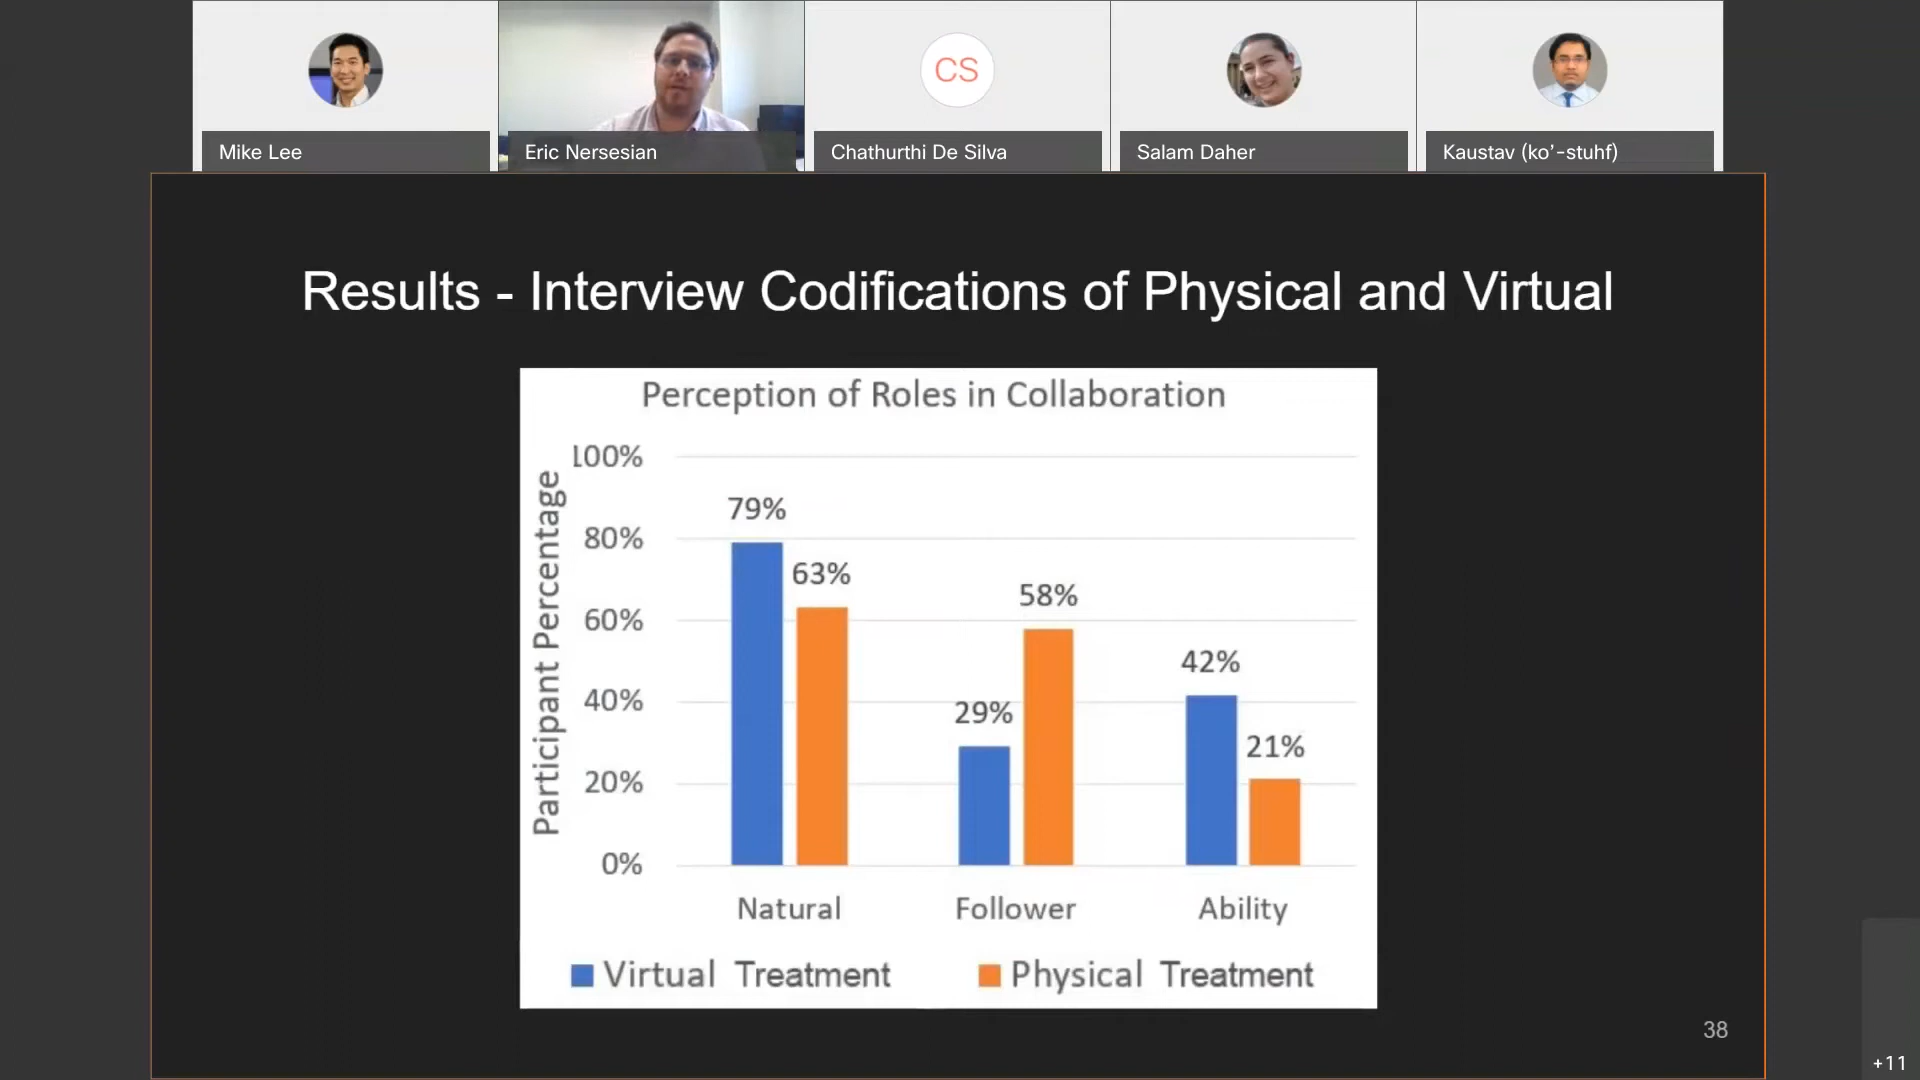 Mike Lee
Eric Nersesian
CS
Chathurthi De Silva
Salam Daher
Kaustav (ko’-stuhf)
Results - Interview Codifications of Physical and Virtual
Perception of Roles in Collaboration
Participant Percentage
100%
80%
60%
40%
20%
0%
79%
63%
29%
58%
42%
21%
Natural
Follower
Ability
Virtual Treatment
Physical Treatment
38
+11